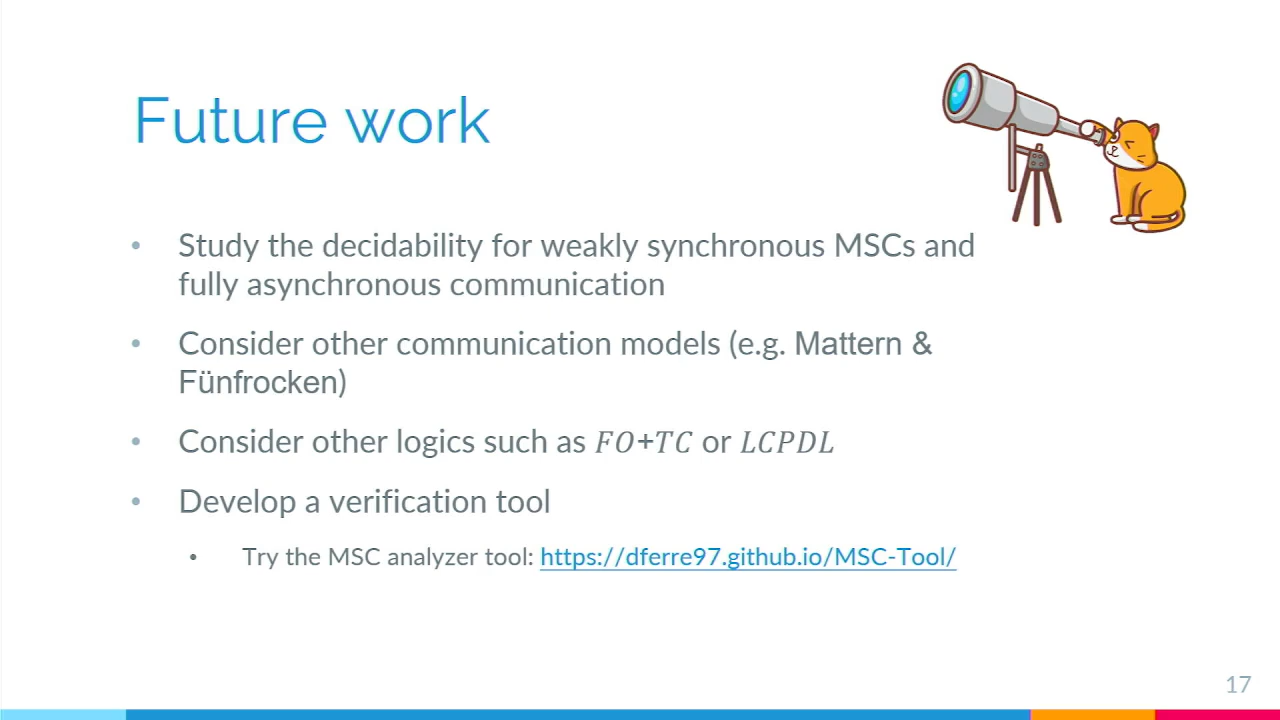 Future work
• Study the decidability for weakly synchronous MSCs and
fully asynchronous communication
• Consider other communication models (e.g. Mattern &
Fünfrocken)
• Consider other logics such as FO+TC or LCPDL
• Develop a verification tool
• Try the MSC analyzer tool: https://dferre97.github.io/MSC-Tool/
17